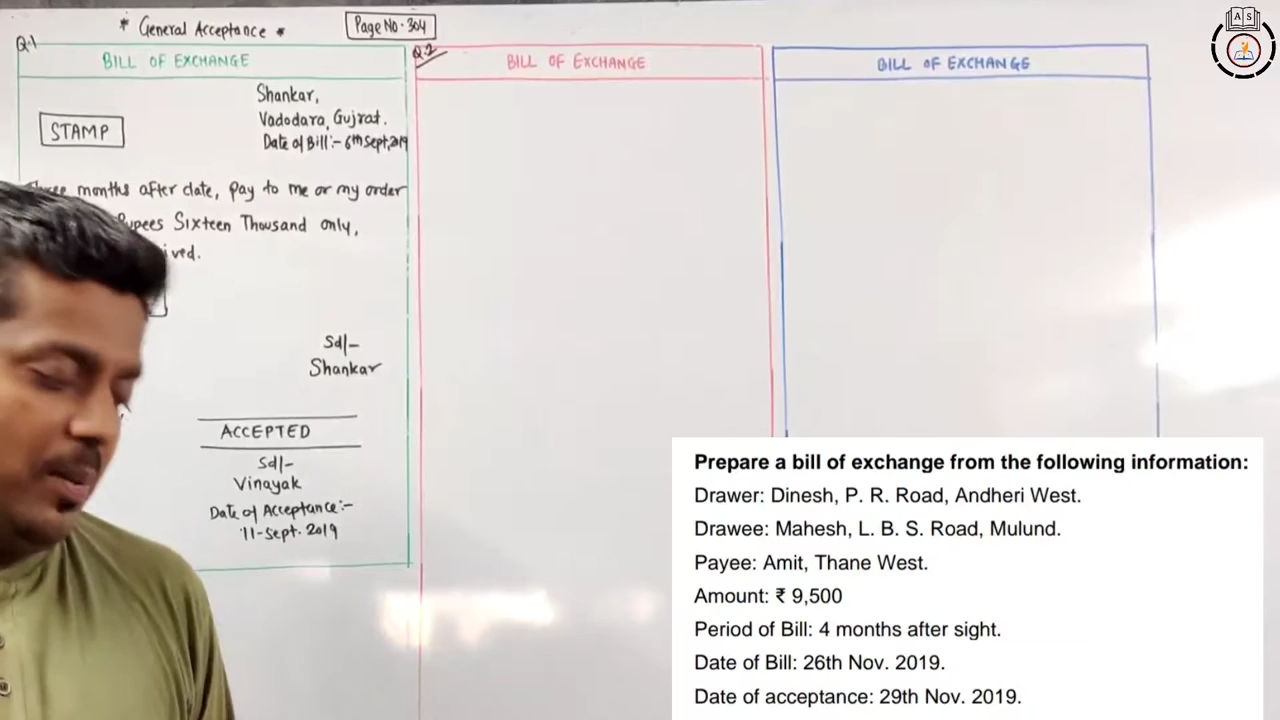 * General Acceptance *
Page No. 304
Q.1
BILL OF EXCHANGE
Shankar,
Vadodara, Gujrat.
Date of Bill:- 6th Sept, 2019
STAMP
months after date, pay to me or my order
Sixteen Thousand only,
Sd/-
Shankar
ACCEPTED
Sd/-
Vinayak
Date of Acceptance:-
11-Sept. 2019
Q.2
BILL OF EXCHANGE
BILL OF EXCHANGE
A S
Prepare a bill of exchange from the following information:
Drawer: Dinesh, P. R. Road, Andheri West.
Drawee: Mahesh, L. B. S. Road, Mulund.
Payee: Amit, Thane West.
Amount: ₹ 9,500
Period of Bill: 4 months after sight.
Date of Bill: 26th Nov. 2019.
Date of acceptance: 29th Nov. 2019.